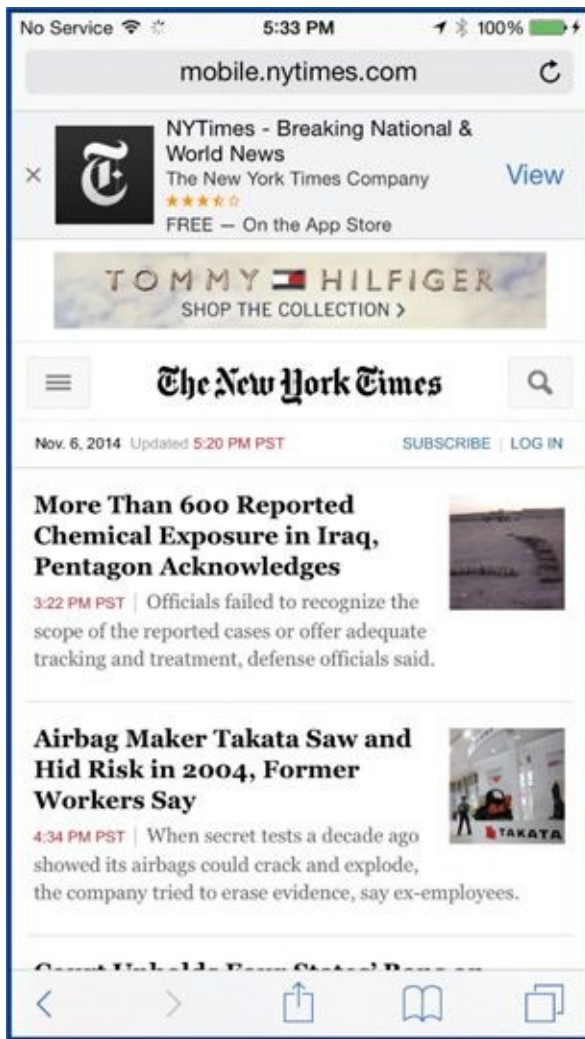 No Service 5:33 PM 100%
mobile.nytimes.com
NYTimes - Breaking National &
World News
The New York Times Company
FREE — On the App Store
View
TOMMY HILFIGER
SHOP THE COLLECTION >
The New York Times
Nov. 6, 2014 Updated 5:20 PM PST SUBSCRIBE | LOG IN
More Than 600 Reported
Chemical Exposure in Iraq,
Pentagon Acknowledges
3:22 PM PST | Officials failed to recognize the
scope of the reported cases or offer adequate
tracking and treatment, defense officials said.
Airbag Maker Takata Saw and
Hid Risk in 2004, Former
Workers Say
TAKATA
4:34 PM PST | When secret tests a decade ago
showed its airbags could crack and explode,
the company tried to erase evidence, say ex-employees.
Court Upholds Four States' Bans on